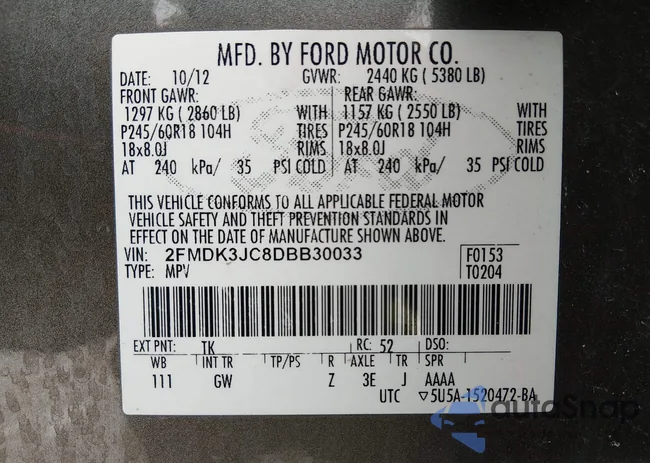 MFD. BY FORD MOTOR CO.
DATE: 10/12 GVWR: 2440 KG ( 5380 LB)
FRONT GAWR: REAR GAWR:
1297 KG ( 2860 LB) WITH 1157 KG ( 2550 LB) WITH
P245/60R18 104H TIRES P245/60R18 104H TIRES
18x8.0J RIMS 18x8.0J RIMS
AT 240 kPa/ 35 PSI COLD AT 240 kPa/ 35 PSI COLD
THIS VEHICLE CONFORMS TO ALL APPLICABLE FEDERAL MOTOR
VEHICLE SAFETY AND THEFT PREVENTION STANDARDS IN
EFFECT ON THE DATE OF MANUFACTURE SHOWN ABOVE.
VIN: 2FMDK3JC8DBB30033 F0153
TYPE: MPV T0204
EXT PNT: TK RC: 52 DSO:
WB INT TR TP/PS R AXLE TR SPR
111 GW Z 3E J AAAA
UTC ▽5U5A-1520472-BA
autoSnap